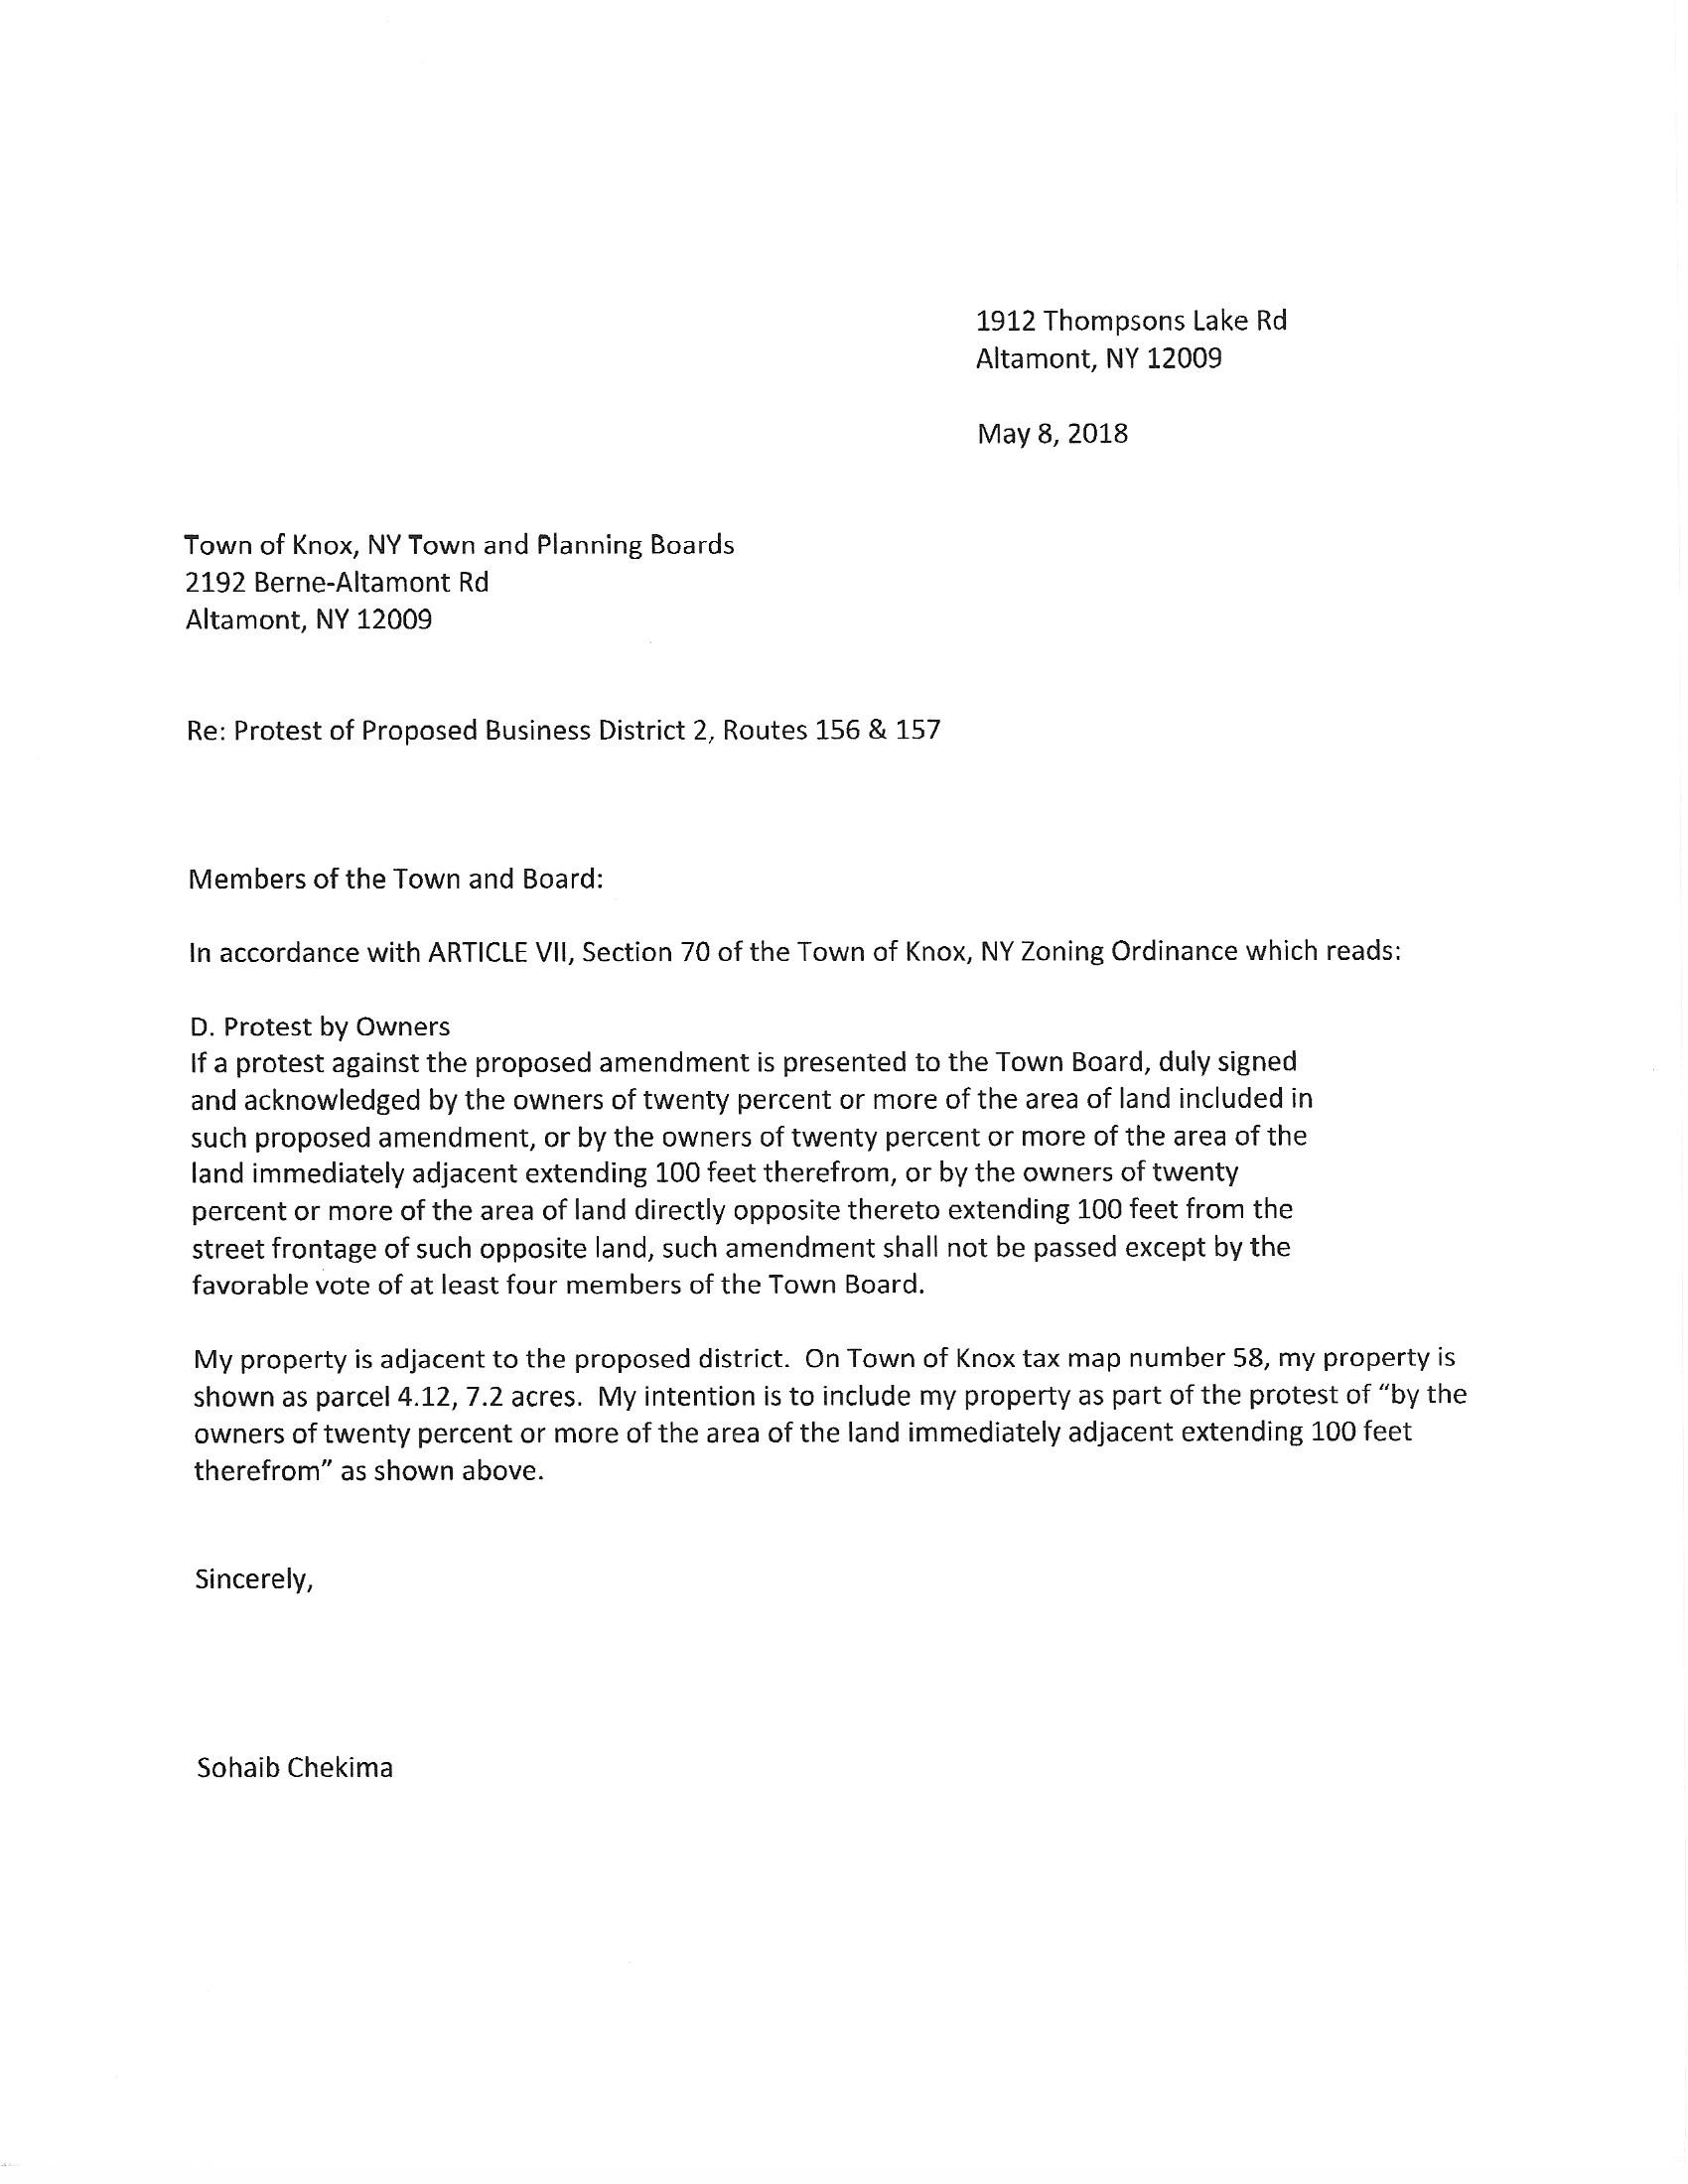 1912 Thompsons Lake Rd
Altamont, NY 12009
May 8, 2018
Town of Knox, NY Town and Planning Boards
2192 Berne-Altamont Rd
Altamont, NY 12009
Re: Protest of Proposed Business District 2, Routes 156 & 157
Members of the Town and Board:
In accordance with ARTICLE VII, Section 70 of the Town of Knox, NY Zoning Ordinance which reads:
D. Protest by Owners
If a protest against the proposed amendment is presented to the Town Board, duly signed
and acknowledged by the owners of twenty percent or more of the area of land included in
such proposed amendment, or by the owners of twenty percent or more of the area of the
land immediately adjacent extending 100 feet therefrom, or by the owners of twenty
percent or more of the area of land directly opposite thereto extending 100 feet from the
street frontage of such opposite land, such amendment shall not be passed except by the
favorable vote of at least four members of the Town Board.
My property is adjacent to the proposed district.  On Town of Knox tax map number 58, my property is
shown as parcel 4.12, 7.2 acres.  My intention is to include my property as part of the protest of “by the
owners of twenty percent or more of the area of the land immediately adjacent extending 100 feet
therefrom” as shown above.
Sincerely,
Sohaib Chekima